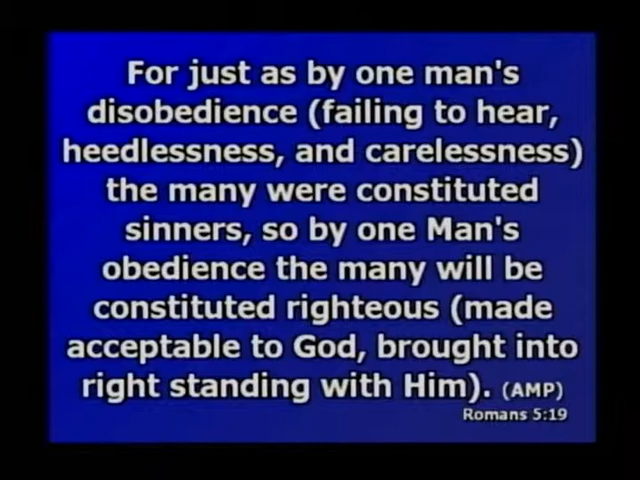 For just as by one man's
disobedience (failing to hear,
heedlessness, and carelessness)
the many were constituted
sinners, so by one Man's
obedience the many will be
constituted righteous (made
acceptable to God, brought into
right standing with Him). (AMP)
Romans 5:19